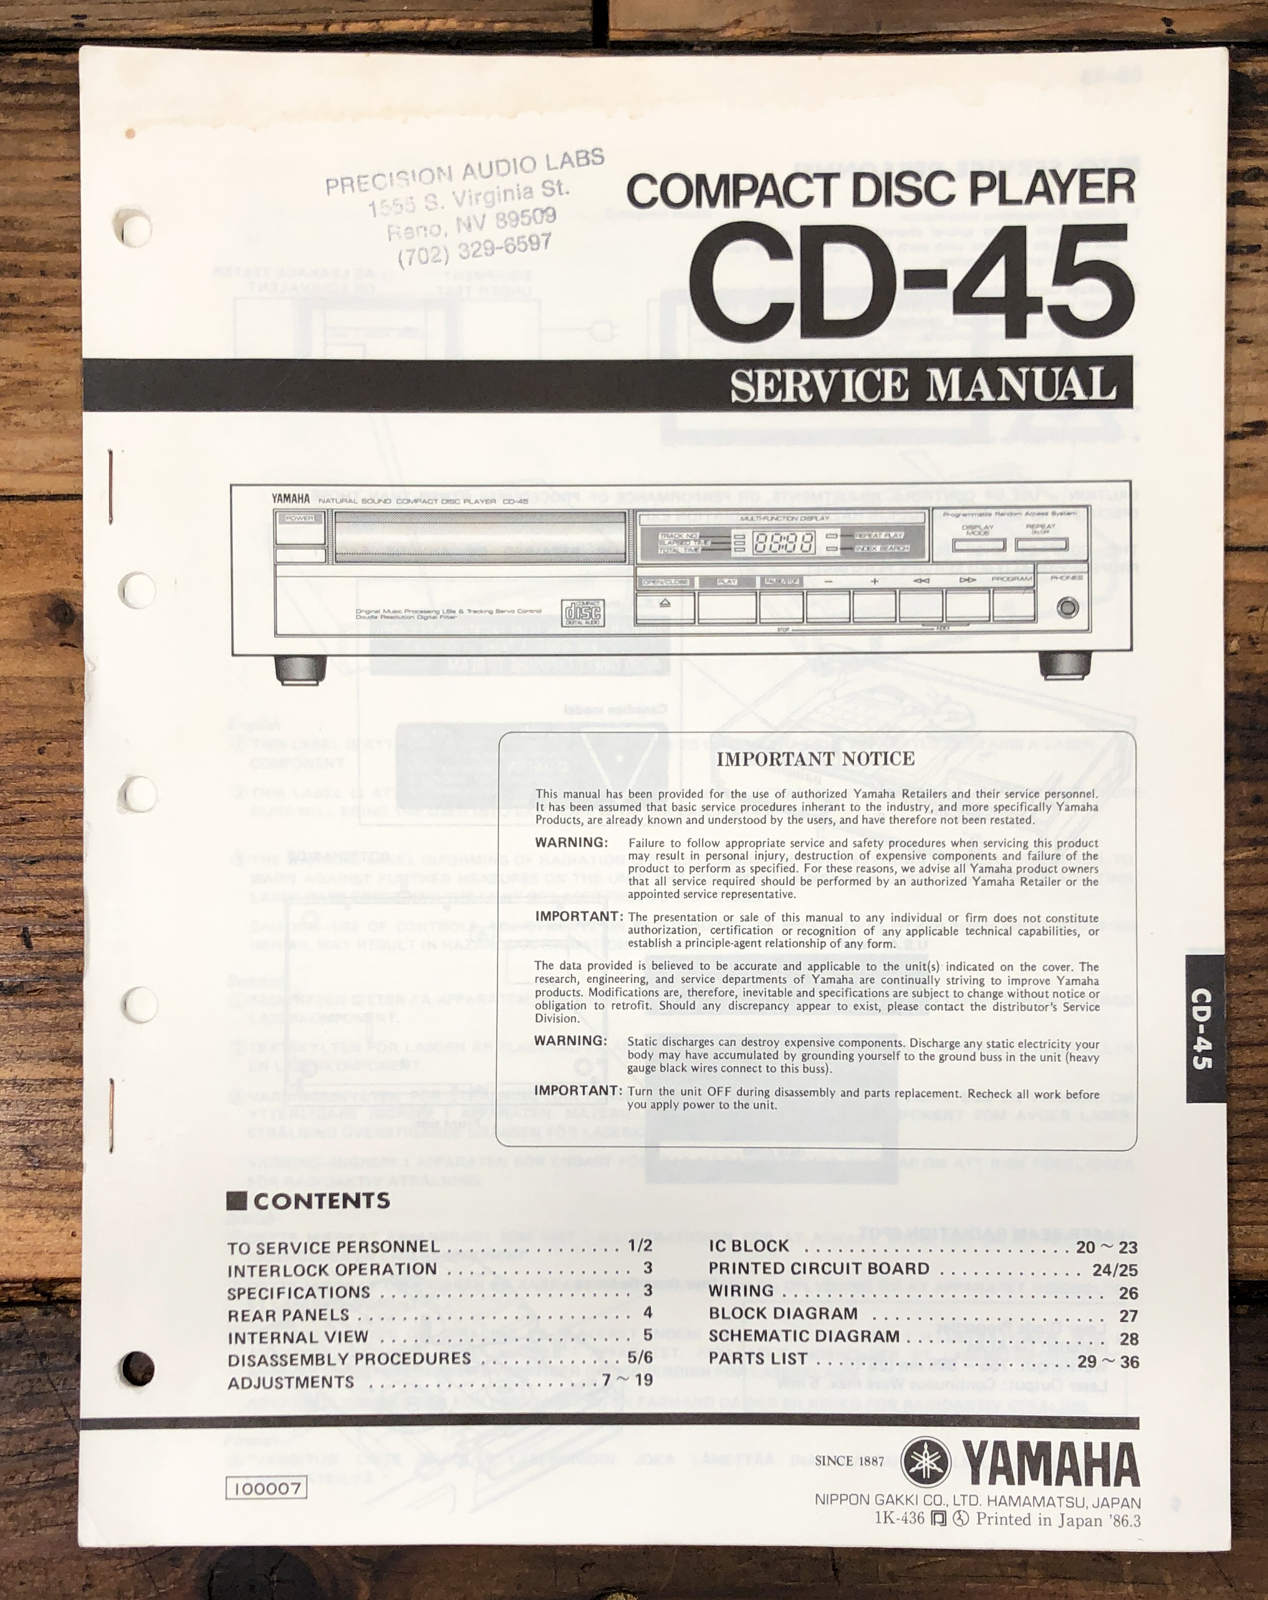 PRECISION AUDIO LABS
1555 S. Virginia St.
Reno, NV 89509
(702) 329-6597
COMPACT DISC PLAYER
CD-45
SERVICE MANUAL
YAMAHA NATURAL SOUND COMPACT DISC PLAYER CD-45
POWER
MULTI-FUNCTION DISPLAY
TRACK NO.
ELAPSED TIME
TOTAL TIME
REPEAT PLAY
INDEX SEARCH
Programmable Random Access System
DISPLAY MODE
REPEAT ON/OFF
OPEN/CLOSE PLAY PAUSE/STOP − + PROGRAM PHONES
STOP INDEX
Original Music Processing LSIs & Tracking Servo Control
Double Resolution Digital Filter
COMPACT
disc
DIGITAL AUDIO
IMPORTANT NOTICE
This manual has been provided for the use of authorized Yamaha Retailers and their service personnel.
It has been assumed that basic service procedures inherant to the industry, and more specifically Yamaha
Products, are already known and understood by the users, and have therefore not been restated.
WARNING: Failure to follow appropriate service and safety procedures when servicing this product
may result in personal injury, destruction of expensive components and failure of the
product to perform as specified. For these reasons, we advise all Yamaha product owners
that all service required should be performed by an authorized Yamaha Retailer or the
appointed service representative.
IMPORTANT: The presentation or sale of this manual to any individual or firm does not constitute
authorization, certification or recognition of any applicable technical capabilities, or
establish a principle-agent relationship of any form.
The data provided is believed to be accurate and applicable to the unit(s) indicated on the cover. The
research, engineering, and service departments of Yamaha are continually striving to improve Yamaha
products. Modifications are, therefore, inevitable and specifications are subject to change without notice or
obligation to retrofit. Should any discrepancy appear to exist, please contact the distributor's Service
Division.
WARNING: Static discharges can destroy expensive components. Discharge any static electricity your
body may have accumulated by grounding yourself to the ground buss in the unit (heavy
gauge black wires connect to this buss).
IMPORTANT: Turn the unit OFF during disassembly and parts replacement. Recheck all work before
you apply power to the unit.
CD-45
■ CONTENTS
TO SERVICE PERSONNEL . . . . . . . . . . . . . . . . 1/2
INTERLOCK OPERATION . . . . . . . . . . . . . . . . 3
SPECIFICATIONS . . . . . . . . . . . . . . . . . . . . . . . 3
REAR PANELS . . . . . . . . . . . . . . . . . . . . . . . . . 4
INTERNAL VIEW . . . . . . . . . . . . . . . . . . . . . . . 5
DISASSEMBLY PROCEDURES . . . . . . . . . . . . 5/6
ADJUSTMENTS . . . . . . . . . . . . . . . . . . . . 7 ~ 19
IC BLOCK . . . . . . . . . . . . . . . . . . . . . . . . 20 ~ 23
PRINTED CIRCUIT BOARD . . . . . . . . . . . . 24/25
WIRING . . . . . . . . . . . . . . . . . . . . . . . . . . . . . 26
BLOCK DIAGRAM . . . . . . . . . . . . . . . . . . . . . 27
SCHEMATIC DIAGRAM . . . . . . . . . . . . . . . . . 28
PARTS LIST . . . . . . . . . . . . . . . . . . . . . . 29 ~ 36
SINCE 1887 YAMAHA
100007
NIPPON GAKKI CO., LTD. HAMAMATSU, JAPAN
1K-436 Printed in Japan '86.3